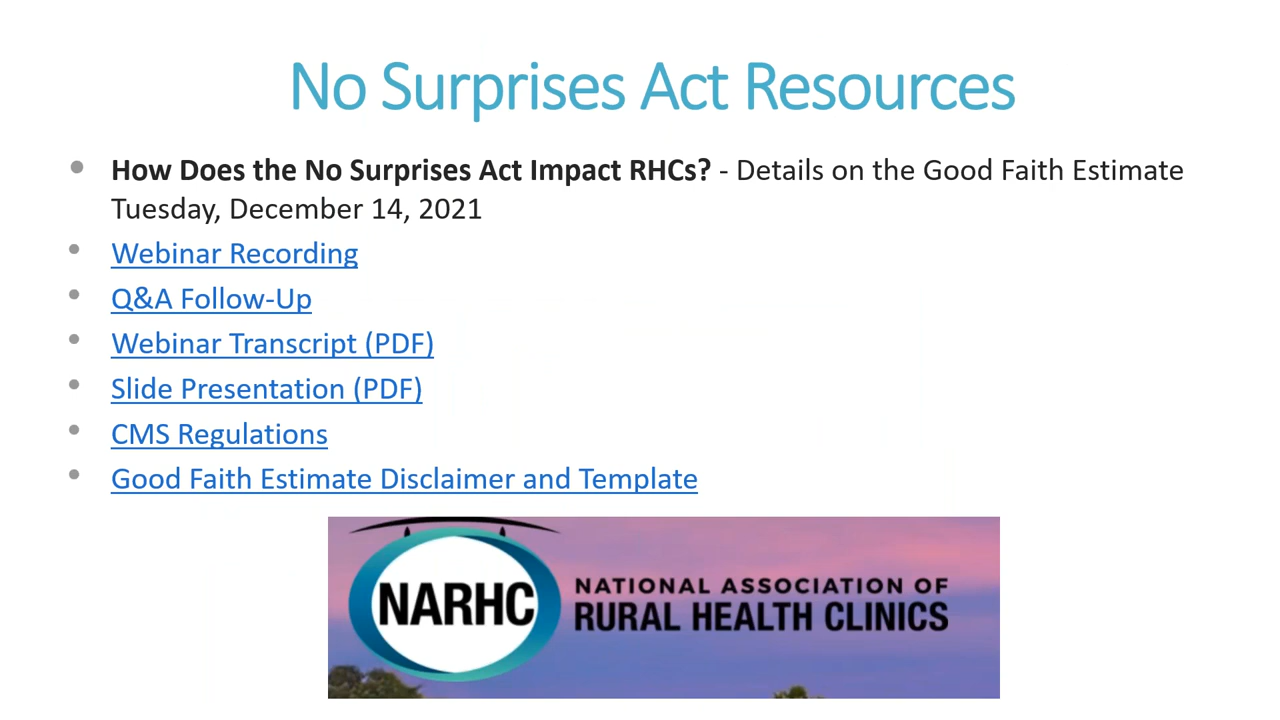 No Surprises Act Resources
How Does the No Surprises Act Impact RHCs? - Details on the Good Faith Estimate
Tuesday, December 14, 2021
Webinar Recording
Q&A Follow-Up
Webinar Transcript (PDF)
Slide Presentation (PDF)
CMS Regulations
Good Faith Estimate Disclaimer and Template
NARHC
NATIONAL ASSOCIATION OF
RURAL HEALTH CLINICS